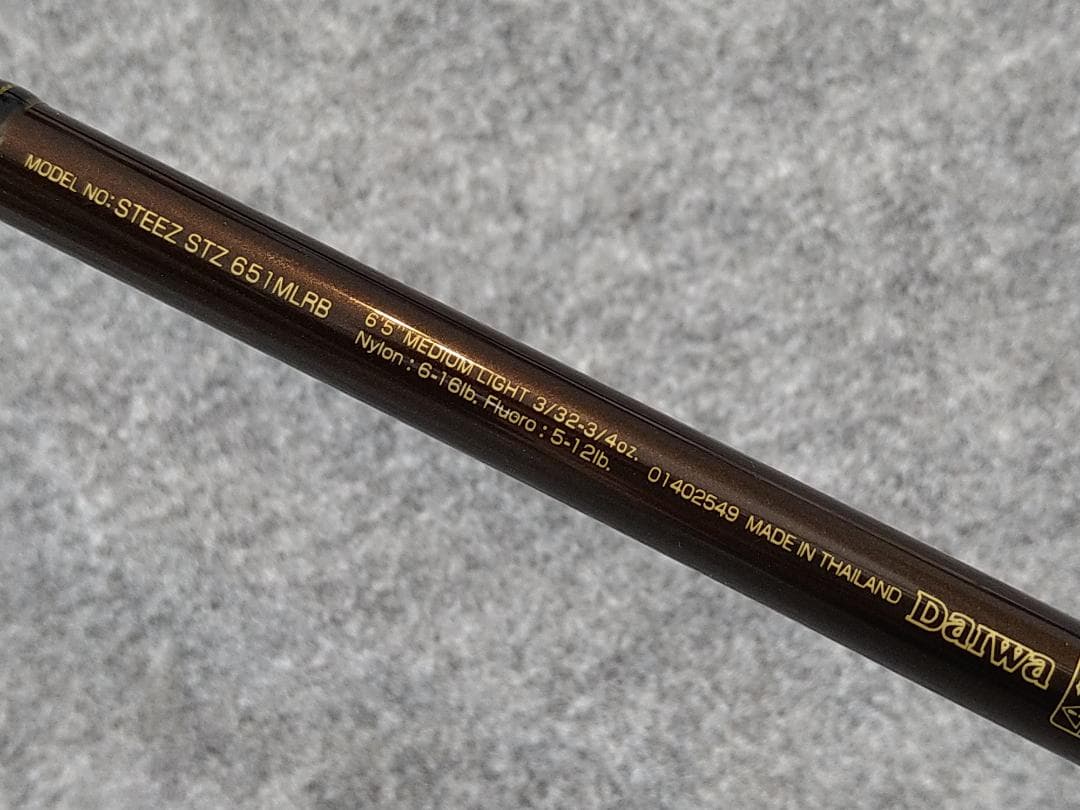 MODEL NO: STEEZ STZ 651MLRB
6'5" MEDIUM LIGHT 3/32-3/4oz.
Nylon : 6-16lb. Fluoro : 5-12lb.
01402549 MADE IN THAILAND
Daiwa